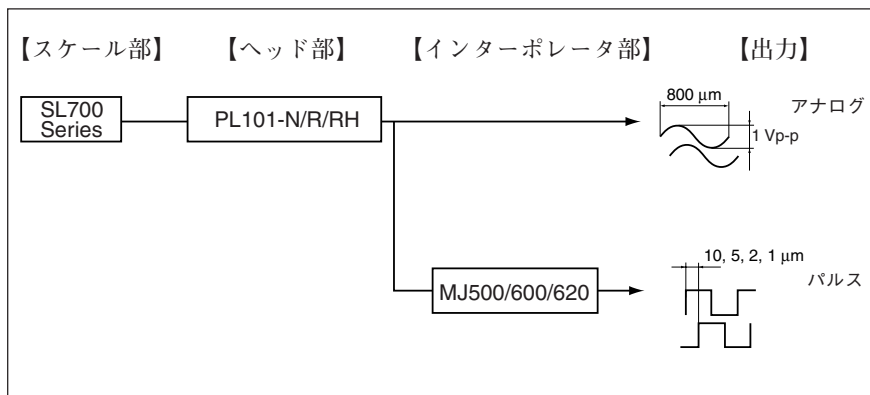 【スケール部】 【ヘッド部】 【インターポレータ部】 【出力】
SL700
Series
PL101-N/R/RH
800 µm
アナログ
1 Vp-p
10, 5, 2, 1 µm
パルス
MJ500/600/620